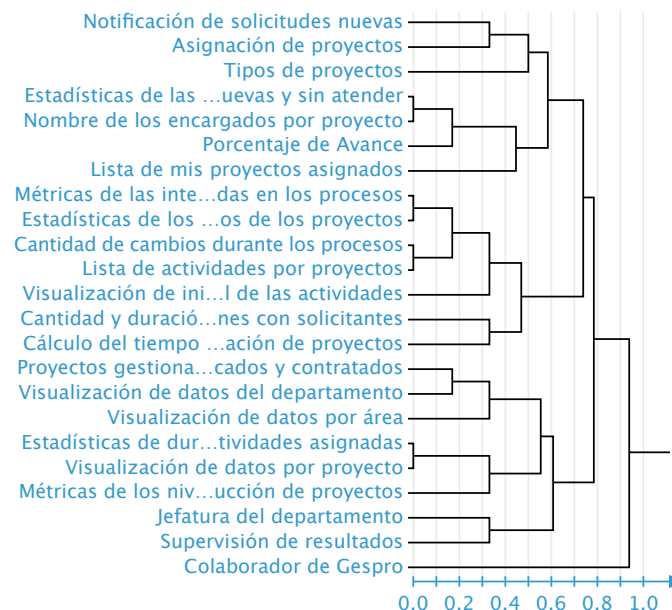 Notificación de solicitudes nuevas
Asignación de proyectos
Tipos de proyectos
Estadísticas de las ...uevas y sin atender
Nombre de los encargados por proyecto
Porcentaje de Avance
Lista de mis proyectos asignados
Métricas de las inte...das en los procesos
Estadísticas de los ...os de los proyectos
Cantidad de cambios durante los procesos
Lista de actividades por proyectos
Visualización de ini...l de las actividades
Cantidad y duració...nes con solicitantes
Cálculo del tiempo ...ación de proyectos
Proyectos gestiona...cados y contratados
Visualización de datos del departamento
Visualización de datos por área
Estadísticas de dur...tividades asignadas
Visualización de datos por proyecto
Métricas de los niv...ucción de proyectos
Jefatura del departamento
Supervisión de resultados
Colaborador de Gespro
0.0 0.2 0.4 0.6 0.8 1.0